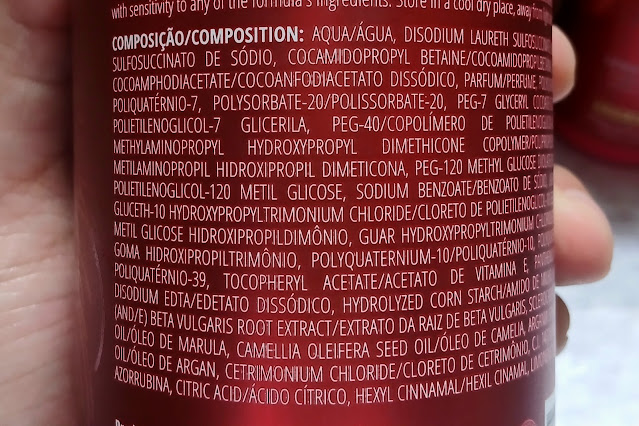 with sensitivity to any of the formula's ingredients. Store in a cool dry place, away from
COMPOSIÇÃO/COMPOSITION: AQUA/ÁGUA, DISODIUM LAURETH
SULFOSUCCINATO DE SÓDIO, COCAMIDOPROPYL
COCOAMPHODIACETATE/COCOANFODIACETATO DISSÓDICO, PARFUM/PERFUME,
POLIQUATÉRNIO-7, POLYSORBATE-20/POLISSORBATE-20, PEG-7 GLYCERYL
POLIETILENOGLICOL-7 GLICERILA, PEG-40/COPOLÍMERO DE
METHYLAMINOPROPYL HYDROXYPROPYL DIMETHICONE
METILAMINOPROPIL HIDROXIPROPIL DIMETICONA, PEG-120 METHYL GLUCOSE
POLIETILENOGLICOL-120 METIL GLICOSE, SODIUM BENZOATE/BENZOATO DE
GLUCETH-10 HYDROXYPROPYLTRIMONIUM CHLORIDE/CLORETO DE
METIL GLICOSE HIDROXIPROPILDIMÔNIO, GUAR HYDROXYPROPYLTRIMONIUM
GOMA HIDROXIPROPILTRIMÔNIO, POLYQUATERNIUM-10/POLIQUATÉRNIO-10,
POLIQUATÉRNIO-39, TOCOPHERYL ACETATE/ACETATO DE VITAMINA E,
DISODIUM EDTA/EDETATO DISSÓDICO, HYDROLYZED CORN STARCH/AMIDO DE
(AND/E) BETA VULGARIS ROOT EXTRACT/EXTRATO DA RAIZ DE BETA VULGARIS,
OIL/ÓLEO DE MARULA, CAMELLIA OLEIFERA SEED OIL/ÓLEO DE CAMELIA,
OIL/ÓLEO DE ARGAN, CETRIMONIUM CHLORIDE/CLORETO DE CETRIMÔNIO, C.I.
AZORRUBINA, CITRIC ACID/ÁCIDO CÍTRICO, HEXYL CINNAMAL/HEXIL CINAMAL,